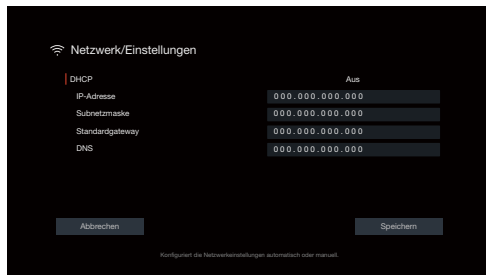 Netzwerk/Einstellungen
DHCP Aus
IP-Adresse 000.000.000.000
Subnetzmaske 000.000.000.000
Standardgateway 000.000.000.000
DNS 000.000.000.000
Abbrechen Speichern
Konfiguriert die Netzwerkeinstellungen automatisch oder manuell.